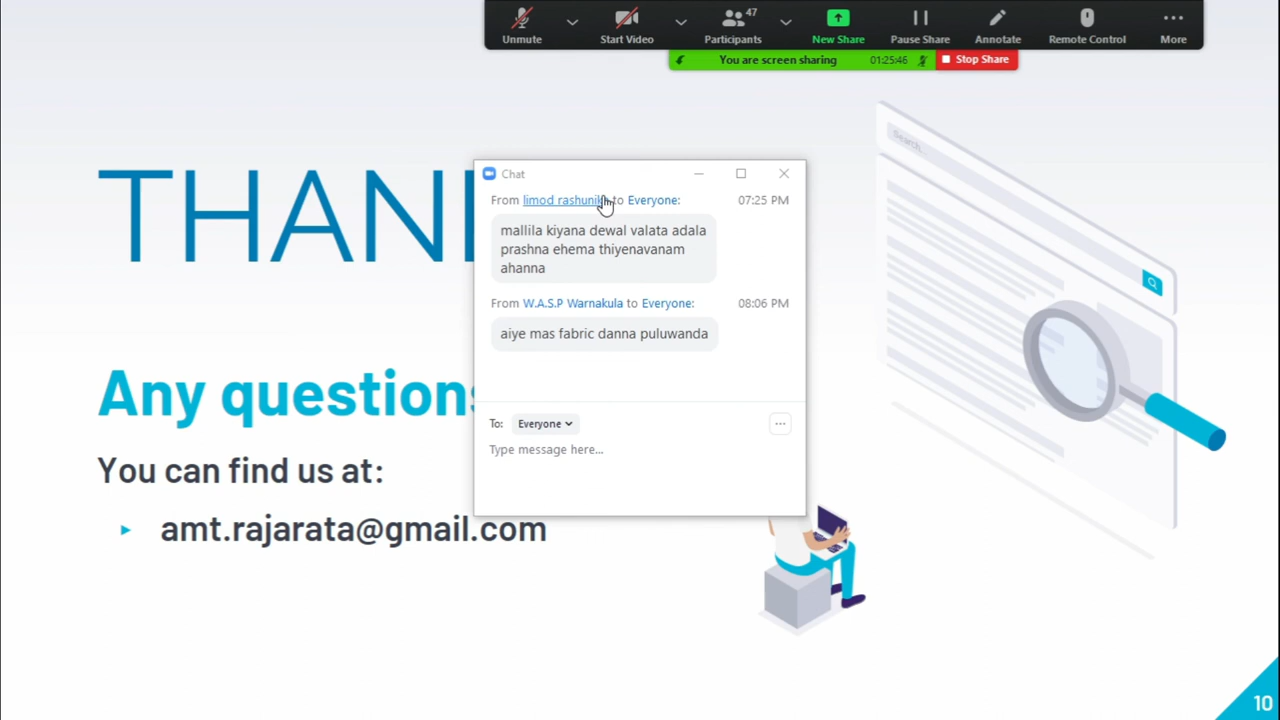 47
Unmute
Start Video
Participants
New Share
Pause Share
Annotate
Remote Control
More
You are screen sharing
01:25:46
Stop Share
Search
THAN
Chat
From limod rashunik to Everyone:
07:25 PM
mallila kiyana dewal valata adala
prashna ehema thiyenavanam
ahanna
From W.A.S.P Warnakula to Everyone:
08:06 PM
aiye mas fabric danna puluwanda
To: Everyone
Type message here...
Any questions
You can find us at:
amt.rajarata@gmail.com
10